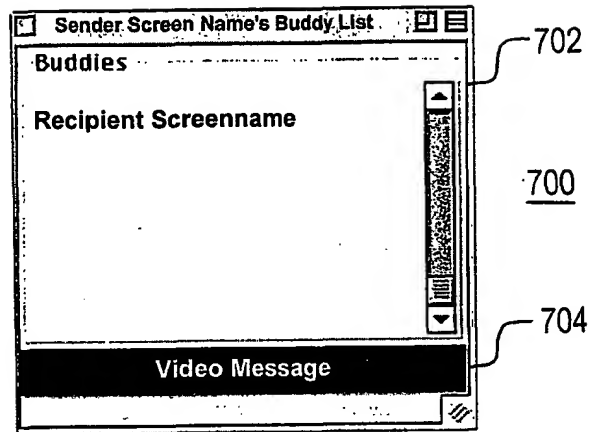 Sender Screen Name's Buddy List
702
Buddies
Recipient Screenname
700
704
Video Message